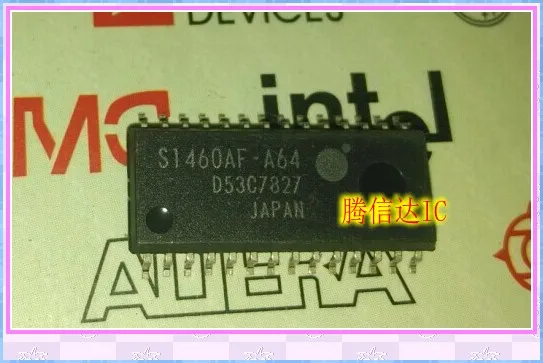 DEVICES
intel
S1460AF-A64
D53C7827
JAPAN
腾信达IC